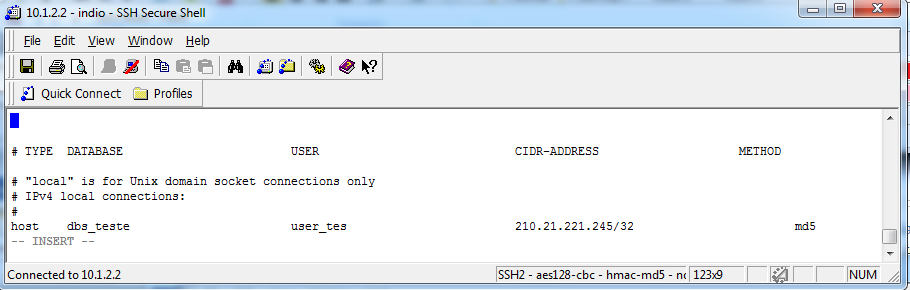 10.1.2.2 - indio - SSH Secure Shell
File Edit View Window Help
Quick Connect Profiles
# TYPE DATABASE USER CIDR-ADDRESS METHOD
# "local" is for Unix domain socket connections only
# IPv4 local connections:
#
host dbs_teste user_tes 210.21.221.245/32 md5
-- INSERT --
Connected to 10.1.2.2 SSH2 - aes128-cbc - hmac-md5 - nc 123x9 NUM